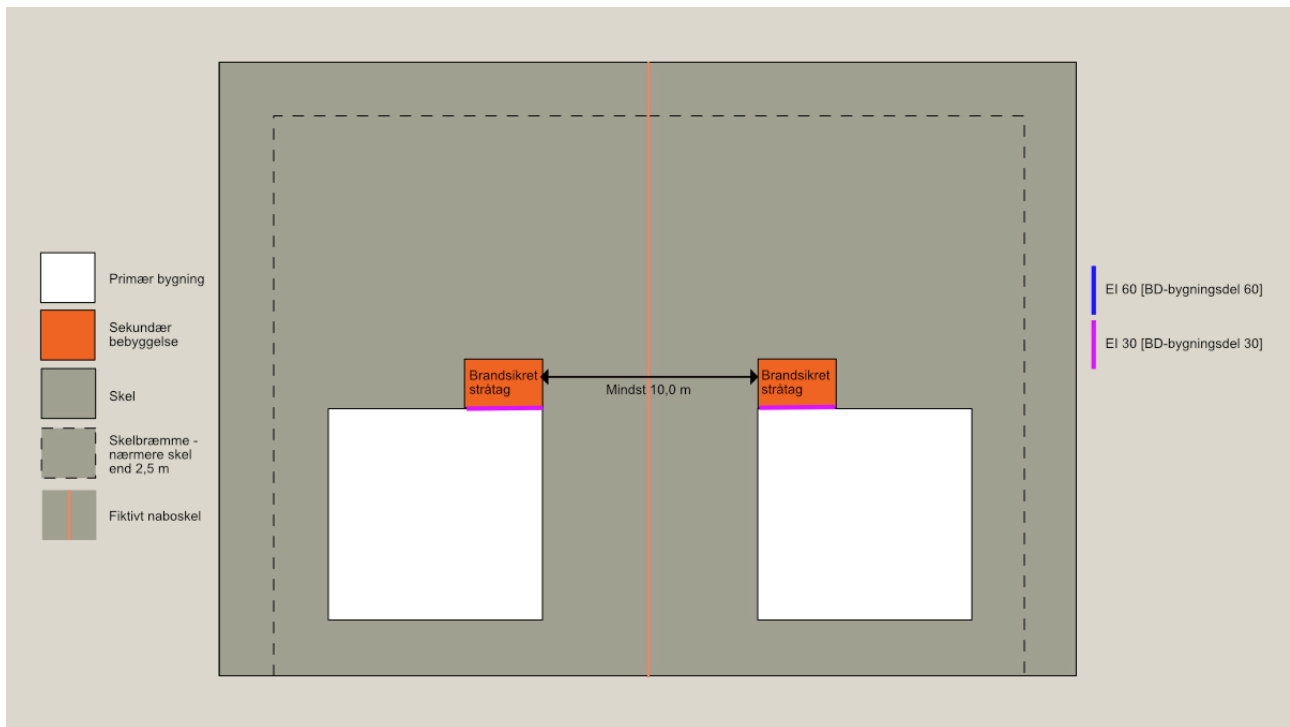 Primær bygning
Sekundær
bebyggelse
Skel
Skelbræmme -
nærmere skel
end 2,5 m
Fiktivt naboskel
Brandsikret
stråtag
Mindst 10,0 m
Brandsikret
stråtag
EI 60 [BD-bygningsdel 60]
EI 30 [BD-bygningsdel 30]